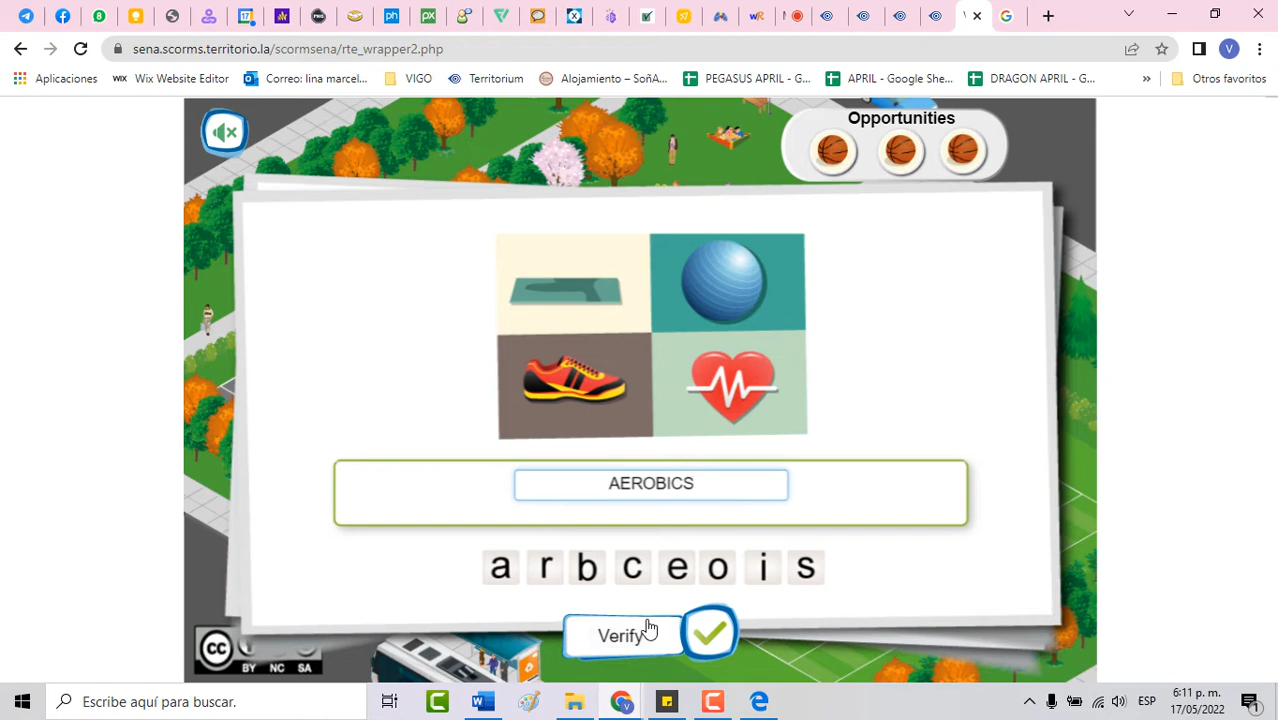 sena.scorms.territorio.la/scormsena/rte_wrapper2.php
Aplicaciones
WiX Wix Website Editor
Correo: lina marcel...
VIGO
Territorium
Alojamiento – SoñA...
PEGASUS APRIL - G...
APRIL - Google She...
DRAGON APRIL - G...
»
Otros favoritos
Opportunities
AEROBICS
a r b c e o i s
Verify
CC
BY NC SA
Escribe aquí para buscar.
ESP
6:11 p. m.
17/05/2022